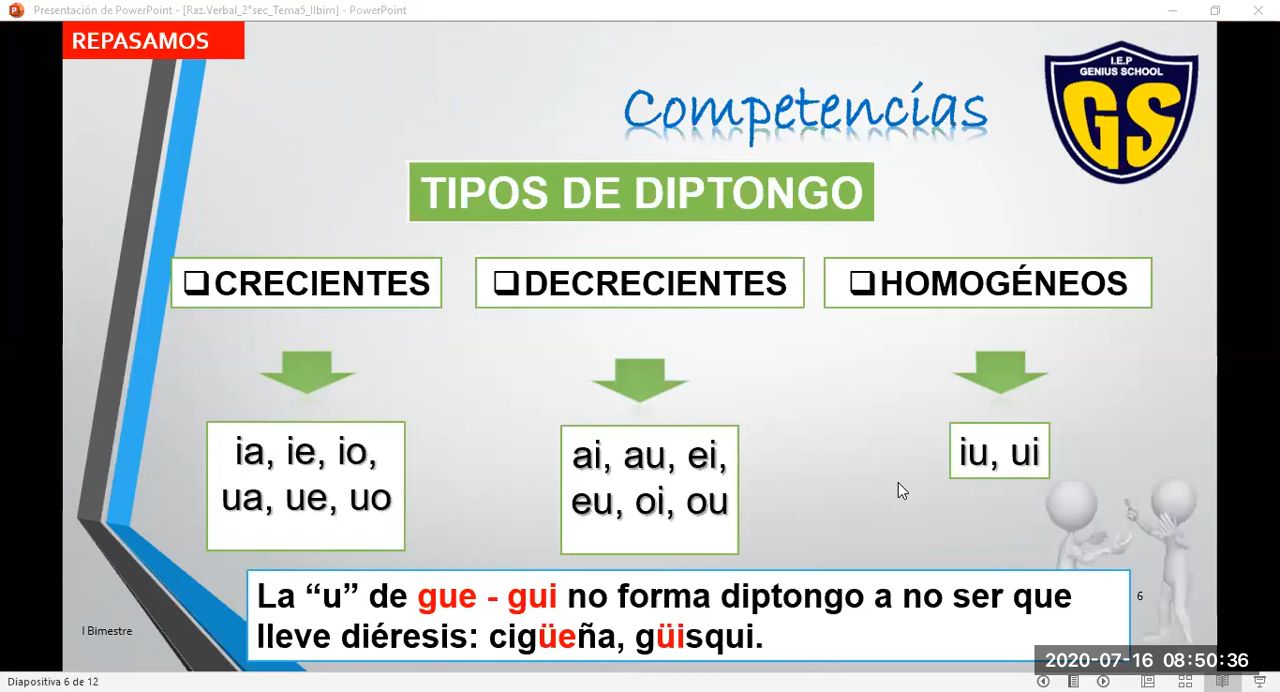 Presentación de PowerPoint - [Raz.Verbal_2°sec_Tema5_IIbim] - PowerPoint
REPASAMOS
I.E.P
GENIUS SCHOOL
GS
Competencias
TIPOS DE DIPTONGO
❑CRECIENTES
❑DECRECIENTES
❑HOMOGÉNEOS
ia, ie, io,
ua, ue, uo
ai, au, ei,
eu, oi, ou
iu, ui
La “u” de gue - gui no forma diptongo a no ser que
lleve diéresis: cigüeña, güisqui.
6
I Bimestre
2020-07-16 08:50:36
Diapositiva 6 de 12